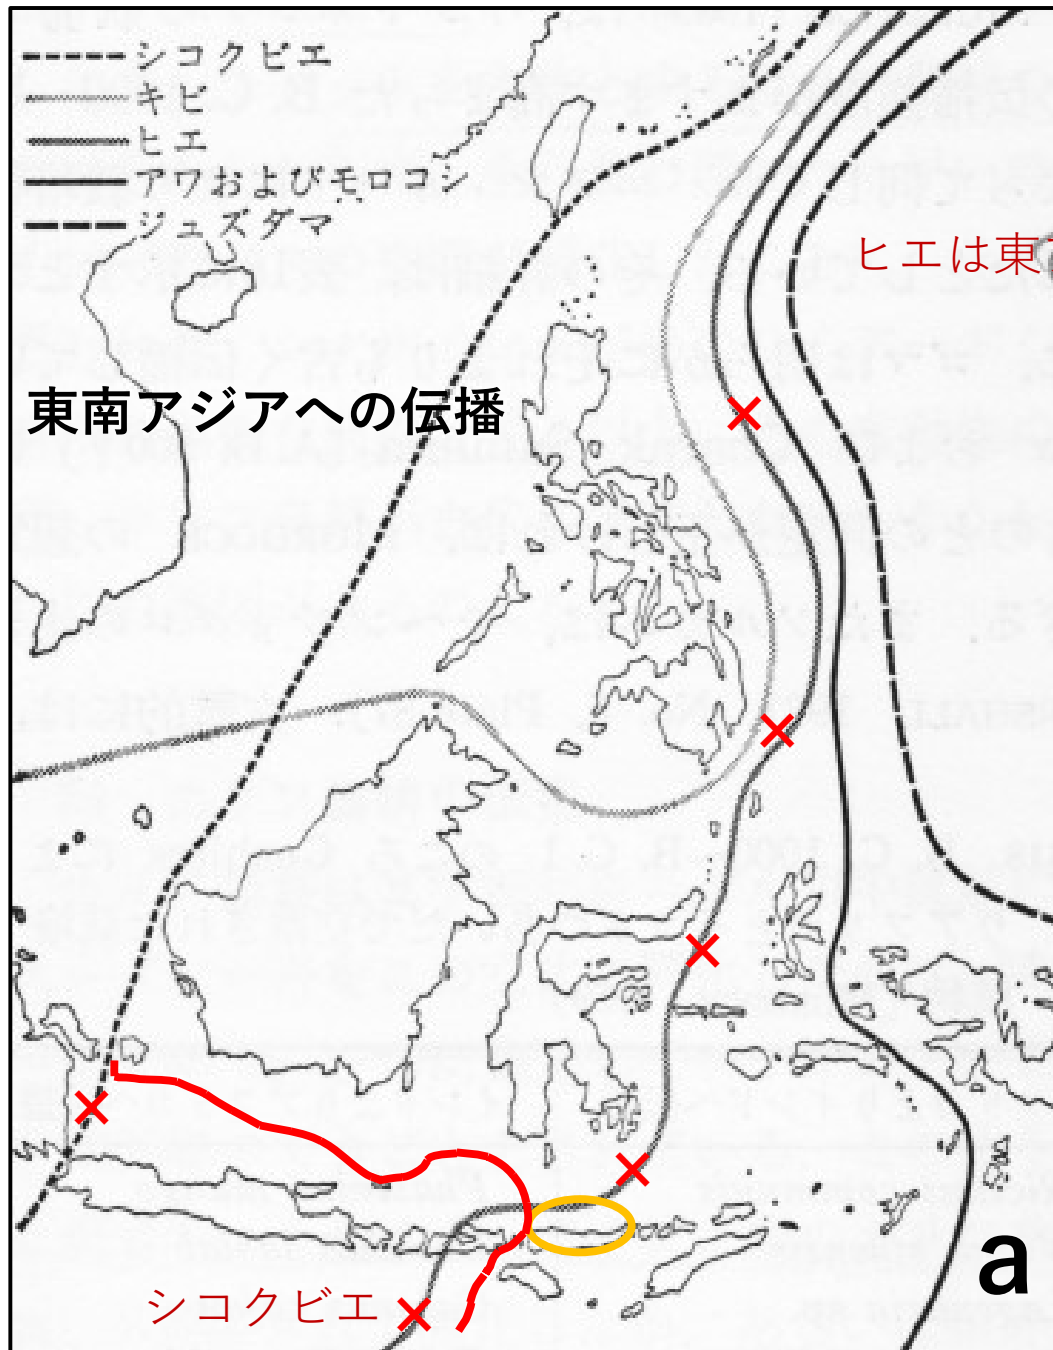 シコクビエ
キビ
ヒエ
アワおよびモロコシ
ジュズダマ
ヒエは東
東南アジアへの伝播
シコクビエ
a